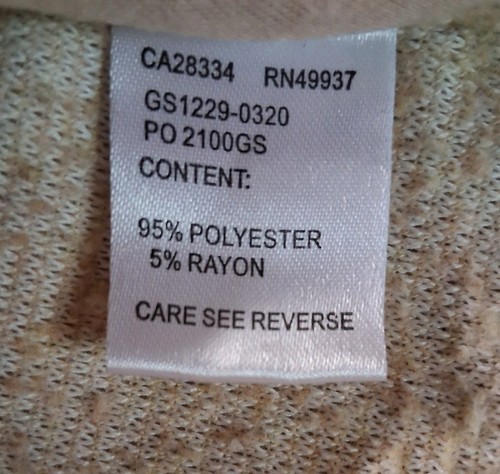 CA28334 RN49937
GS1229-0320
PO 2100GS
CONTENT:
95% POLYESTER
5% RAYON
CARE SEE REVERSE